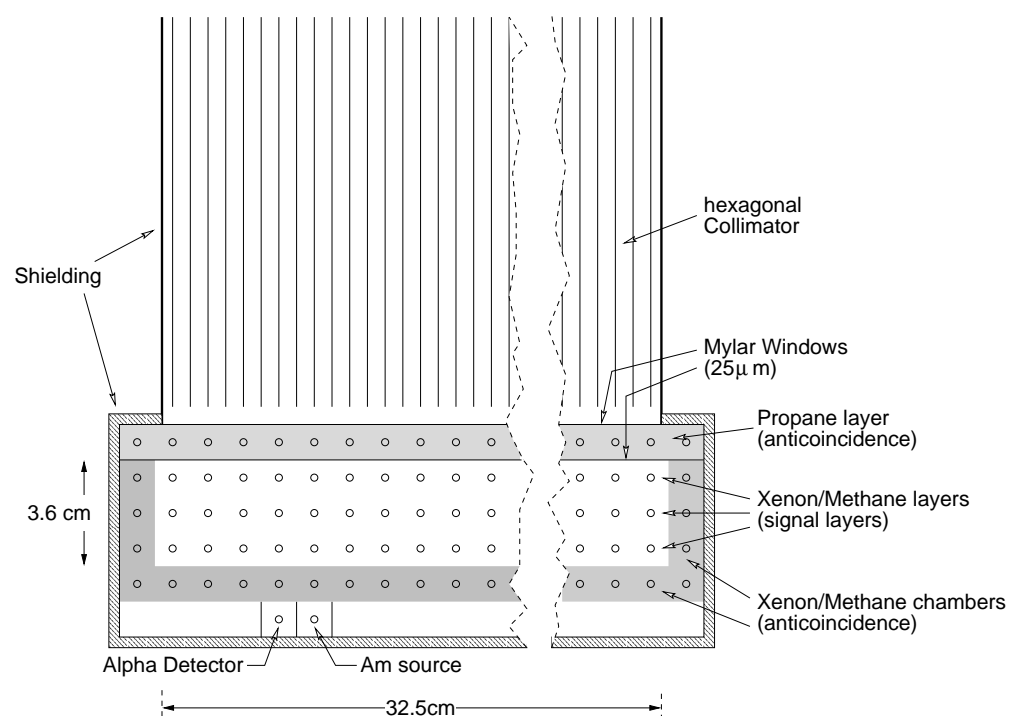 hexagonal
Collimator
Shielding
Mylar Windows
(25μ m)
Propane layer
(anticoincidence)
3.6 cm
Xenon/Methane layers
(signal layers)
Xenon/Methane chambers
(anticoincidence)
Alpha Detector
Am source
32.5cm